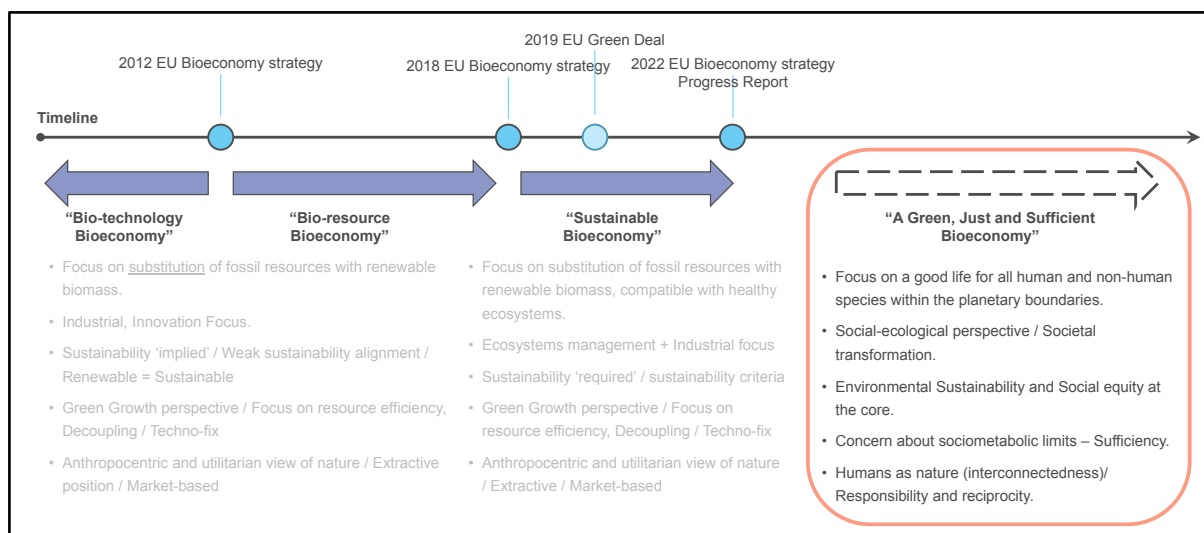 2019 EU Green Deal
2012 EU Bioeconomy strategy
2018 EU Bioeconomy strategy
2022 EU Bioeconomy strategy
Progress Report
Timeline
“Bio-technology
Bioeconomy”
“Bio-resource
Bioeconomy”
• Focus on substitution of fossil resources with renewable
biomass.
• Industrial, Innovation Focus.
• Sustainability ‘implied’ / Weak sustainability alignment /
Renewable = Sustainable
• Green Growth perspective / Focus on resource efficiency,
Decoupling / Techno-fix
• Anthropocentric and utilitarian view of nature / Extractive
position / Market-based
“Sustainable
Bioeconomy”
• Focus on substitution of fossil resources with
renewable biomass, compatible with healthy
ecosystems.
• Ecosystems management + Industrial focus
• Sustainability ‘required’ / sustainability criteria
• Green Growth perspective / Focus on
resource efficiency, Decoupling / Techno-fix
• Anthropocentric and utilitarian view of nature
/ Extractive / Market-based
“A Green, Just and Sufficient
Bioeconomy”
• Focus on a good life for all human and non-human
species within the planetary boundaries.
• Social-ecological perspective / Societal
transformation.
• Environmental Sustainability and Social equity at
the core.
• Concern about sociometabolic limits – Sufficiency.
• Humans as nature (interconnectedness)/
Responsibility and reciprocity.